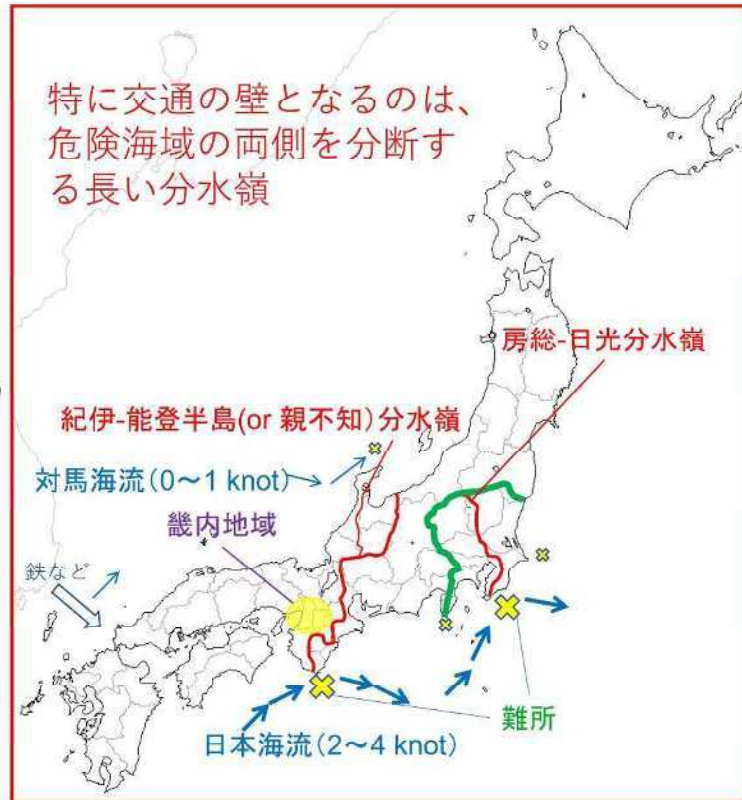 特に交通の壁となるのは、
危険海域の両側を分断す
る長い分水嶺
房総-日光分水嶺
紀伊-能登半島(or 親不知)分水嶺
対馬海流(0～1 knot)
畿内地域
鉄など
難所
日本海流(2～4 knot)